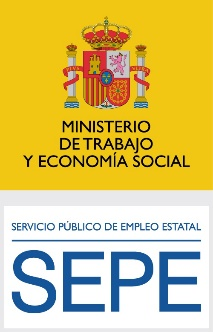 MINISTERIO
DE TRABAJO
Y ECONOMÍA SOCIAL
SERVICIO PÚBLICO DE EMPLEO ESTATAL
SEPE